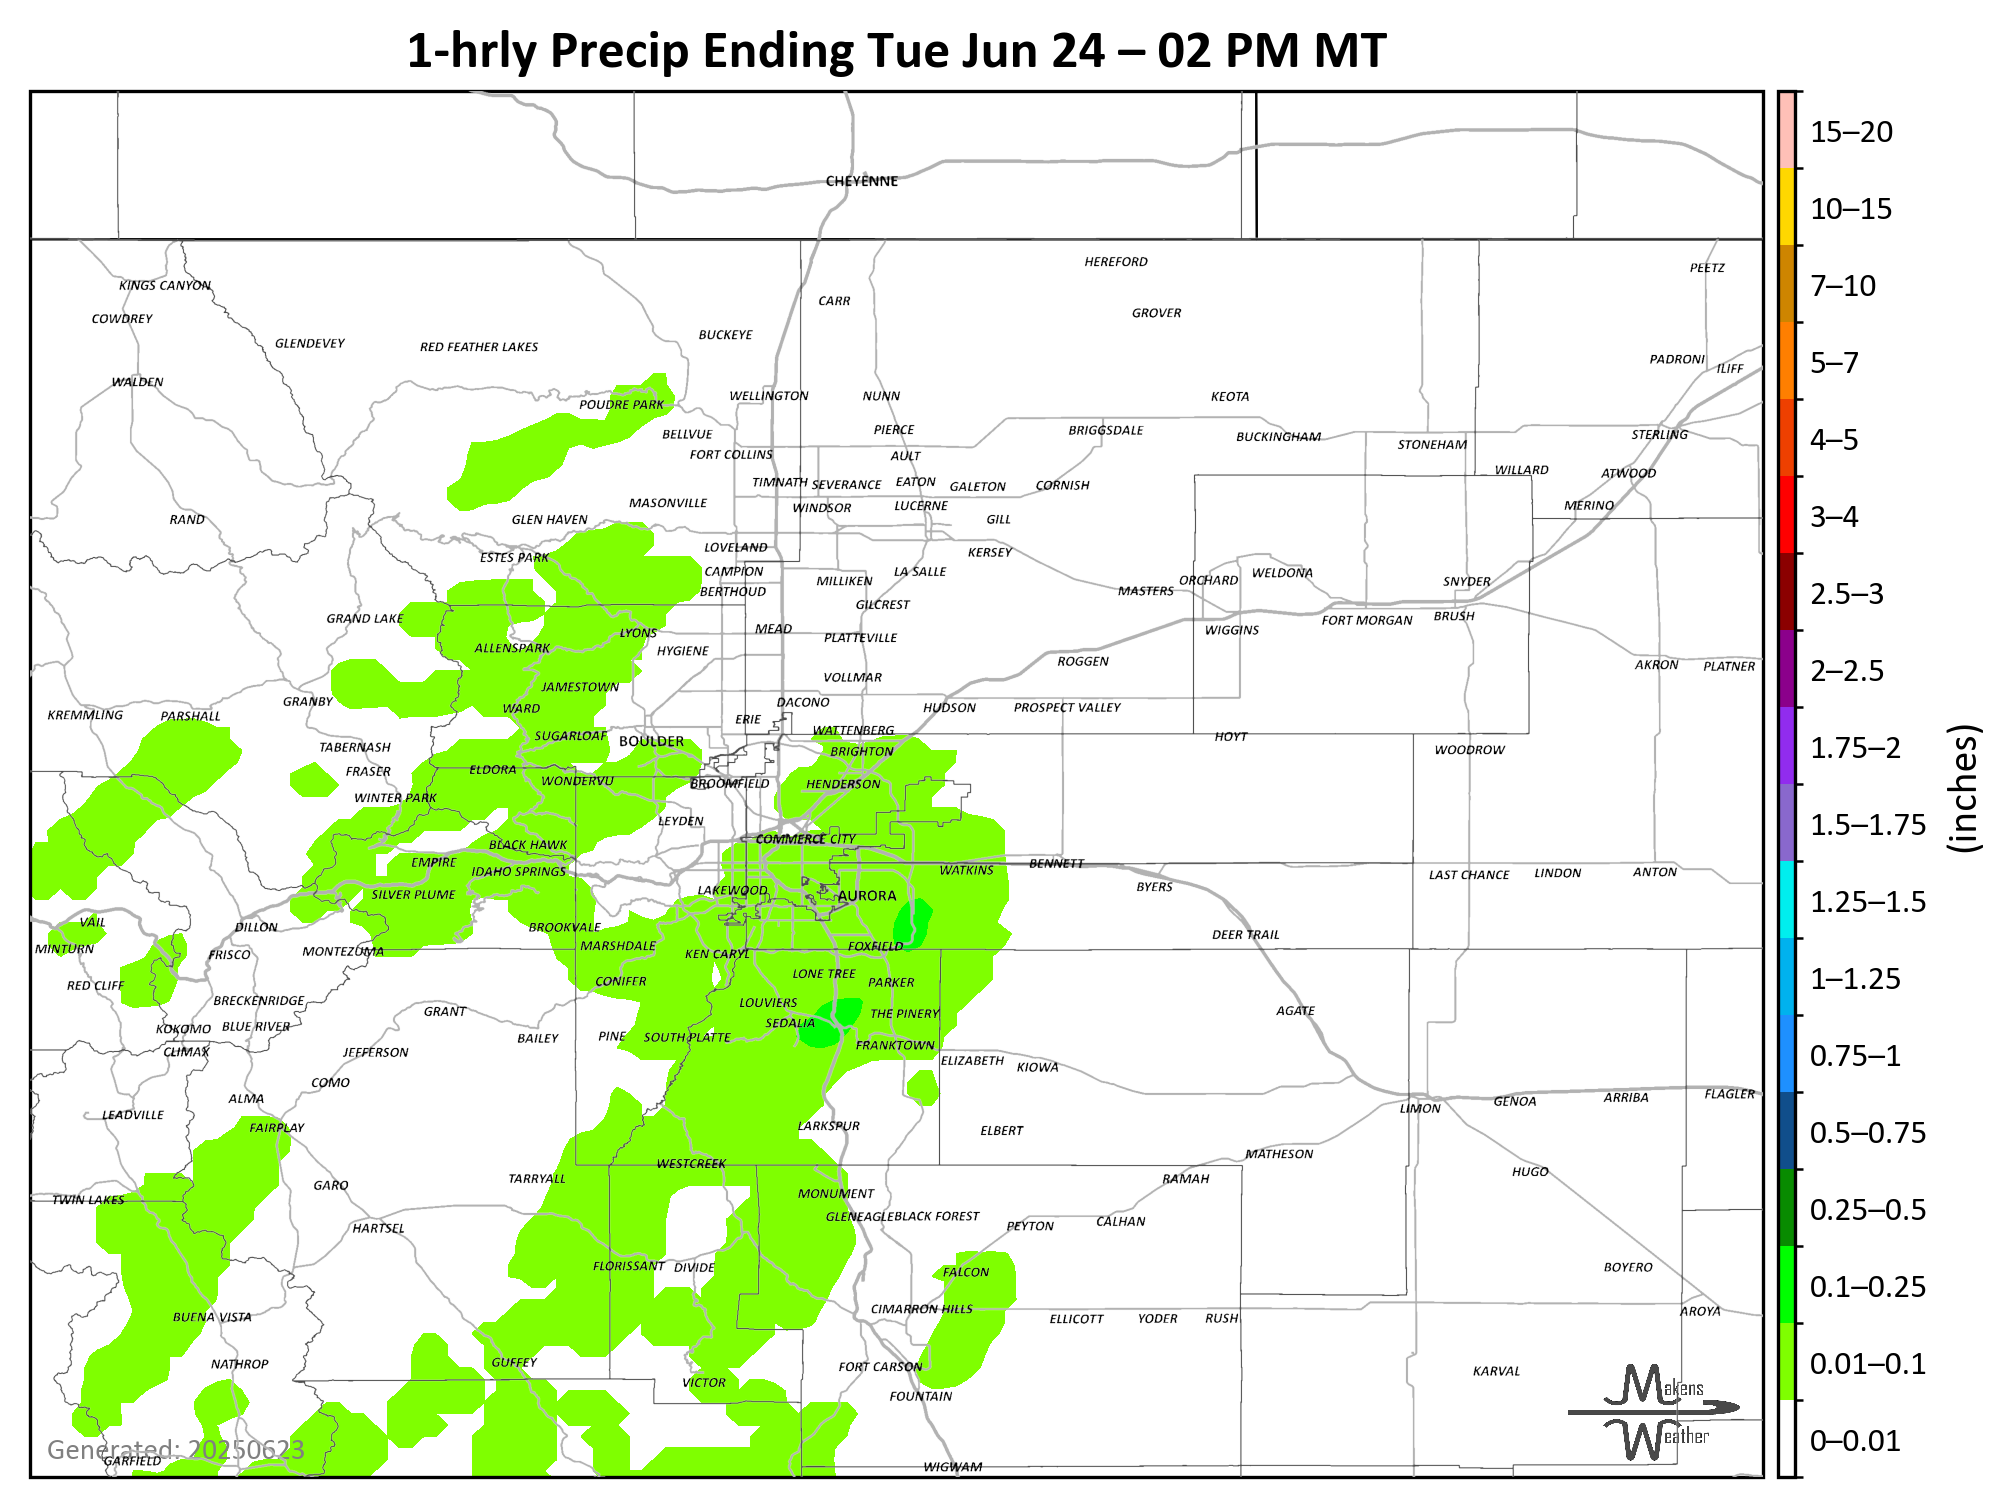 1-hrly Precip Ending Tue Jun 24 – 02 PM MT
CHEYENNE
HEREFORD
PEETZ
KINGS CANYON
CARR
COWDREY
GROVER
BUCKEYE
GLENDEVEY
RED FEATHER LAKES
PADRONI
ILIFF
WALDEN
WELLINGTON
NUNN
KEOTA
POUDRE PARK
BELLVUE
PIERCE
BRIGGSDALE
BUCKINGHAM
STERLING
STONEHAM
FORT COLLINS
AULT
WILLARD
ATWOOD
TIMNATH
SEVERANCE
EATON
GALETON
CORNISH
MASONVILLE
WINDSOR
LUCERNE
MERINO
RAND
GLEN HAVEN
GILL
LOVELAND
KERSEY
ESTES PARK
CAMPION
LA SALLE
WELDONA
MILLIKEN
ORCHARD
SNYDER
BERTHOUD
MASTERS
GILCREST
GRAND LAKE
BRUSH
FORT MORGAN
LYONS
MEAD
WIGGINS
PLATTEVILLE
ALLENSPARK
HYGIENE
ROGGEN
AKRON
PLATNER
VOLLMAR
JAMESTOWN
GRANBY
DACONO
WARD
HUDSON
PROSPECT VALLEY
KREMMLING
PARSHALL
ERIE
WATTENBERG
SUGARLOAF
BOULDER
HOYT
TABERNASH
BRIGHTON
WOODROW
FRASER
ELDORA
WONDERVU
BROOMFIELD
HENDERSON
WINTER PARK
LEYDEN
COMMERCE CITY
BLACK HAWK
EMPIRE
BENNETT
IDAHO SPRINGS
WATKINS
LAST CHANCE
LINDON
ANTON
BYERS
LAKEWOOD
SILVER PLUME
AURORA
VAIL
DILLON
BROOKVALE
DEER TRAIL
MINTURN
MARSHDALE
FOXFIELD
MONTEZUMA
FRISCO
KEN CARYL
LONE TREE
RED CLIFF
CONIFER
PARKER
BRECKENRIDGE
LOUVIERS
GRANT
AGATE
THE PINERY
KOKOMO
BLUE RIVER
SEDALIA
BAILEY
PINE
SOUTH PLATTE
CLIMAX
JEFFERSON
FRANKTOWN
ELIZABETH
KIOWA
COMO
ALMA
FLAGLER
ARRIBA
GENOA
LIMON
LEADVILLE
FAIRPLAY
LARKSPUR
ELBERT
MATHESON
WESTCREEK
HUGO
TARRYALL
RAMAH
GARO
MONUMENT
TWIN LAKES
GLENEAGLE
BLACK FOREST
CALHAN
PEYTON
HARTSEL
FLORISSANT
DIVIDE
BOYERO
FALCON
CIMARRON HILLS
AROYA
BUENA VISTA
ELLICOTT
YODER
RUSH
NATHROP
GUFFEY
FORT CARSON
KARVAL
VICTOR
FOUNTAIN
GARFIELD
WIGWAM
Generated: 20250623
Makens
Weather
15–20
10–15
7–10
5–7
4–5
3–4
2.5–3
2–2.5
1.75–2
1.5–1.75
1.25–1.5
1–1.25
0.75–1
0.5–0.75
0.25–0.5
0.1–0.25
0.01–0.1
0–0.01
(inches)